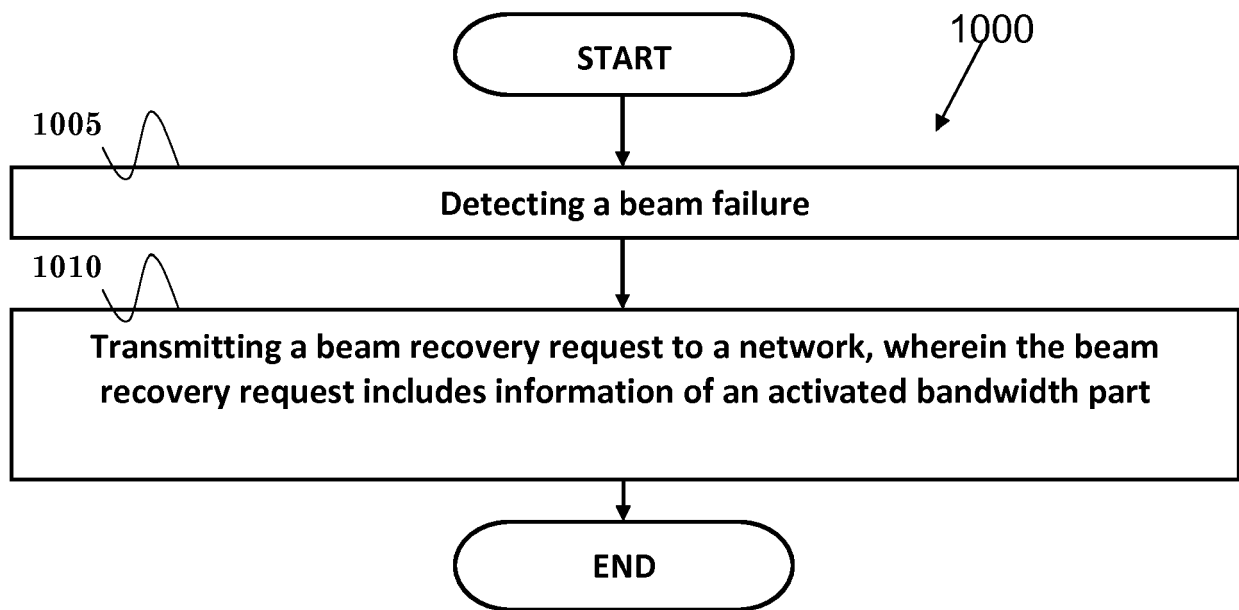 START
1000
1005
Detecting a beam failure
1010
Transmitting a beam recovery request to a network, wherein the beam
recovery request includes information of an activated bandwidth part
END